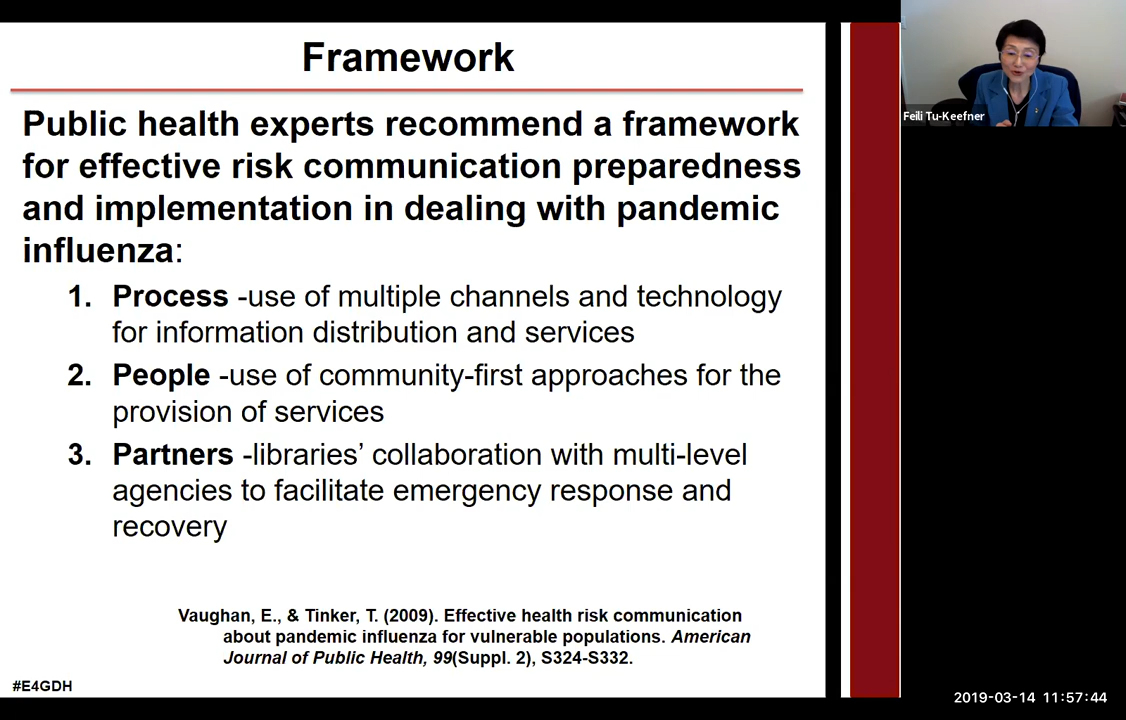 Framework
Public health experts recommend a framework
for effective risk communication preparedness
and implementation in dealing with pandemic
influenza:
1. Process -use of multiple channels and technology
for information distribution and services
2. People -use of community-first approaches for the
provision of services
3. Partners -libraries’ collaboration with multi-level
agencies to facilitate emergency response and
recovery
Vaughan, E., & Tinker, T. (2009). Effective health risk communication
about pandemic influenza for vulnerable populations. American
Journal of Public Health, 99(Suppl. 2), S324-S332.
#E4GDH
Feili Tu-Keefner
2019-03-14 11:57:44